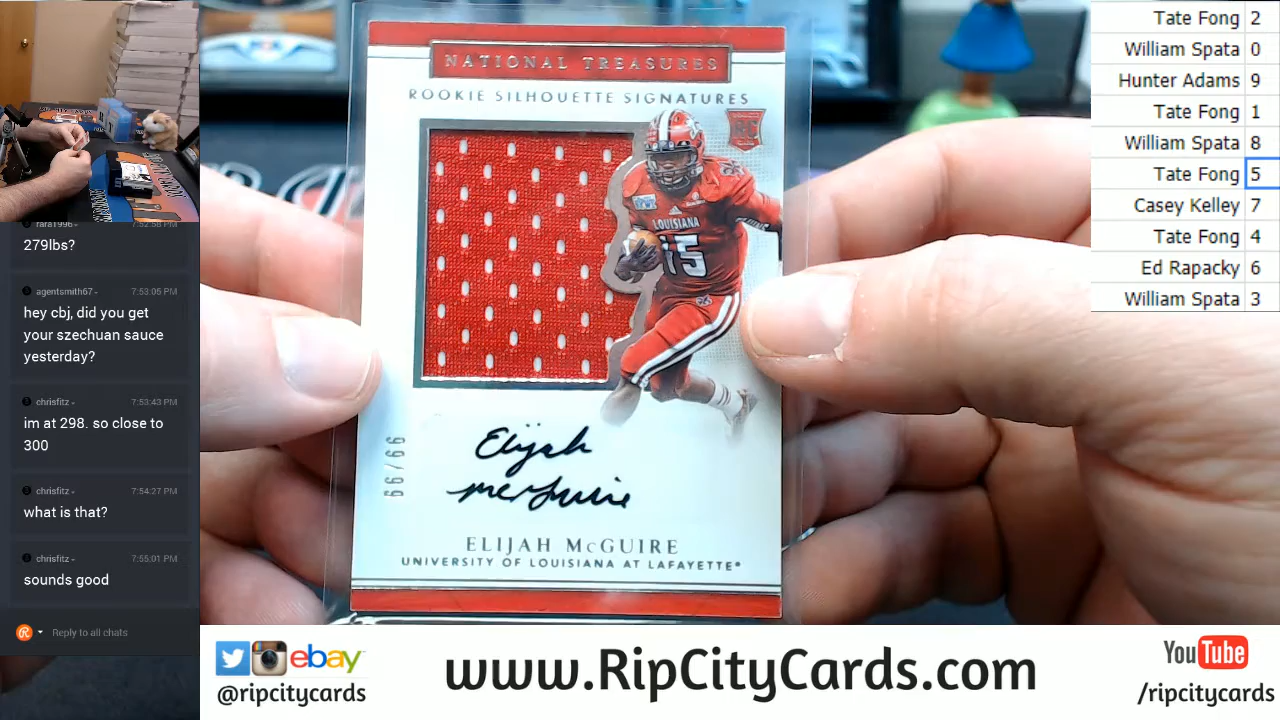 rara1996 - 7:52:58 PM
279lbs?
agentsmith67 - 7:53:05 PM
hey cbj, did you get
your szechuan sauce
yesterday?
chrisfitz - 7:53:43 PM
im at 298. so close to
300
chrisfitz - 7:54:27 PM
what is that?
chrisfitz - 7:55:01 PM
sounds good
Reply to all chats
NATIONAL TREASURES
ROOKIE SILHOUETTE SIGNATURES
RC
LOUISIANA
15
99/99
Elijah
McGuire
ELIJAH McGUIRE
UNIVERSITY OF LOUISIANA AT LAFAYETTE®
Tate Fong 2
William Spata 0
Hunter Adams 9
Tate Fong 1
William Spata 8
Tate Fong 5
Casey Kelley 7
Tate Fong 4
Ed Rapacky 6
William Spata 3
ebay
@ripcitycards
www.RipCityCards.com
YouTube
/ripcitycards